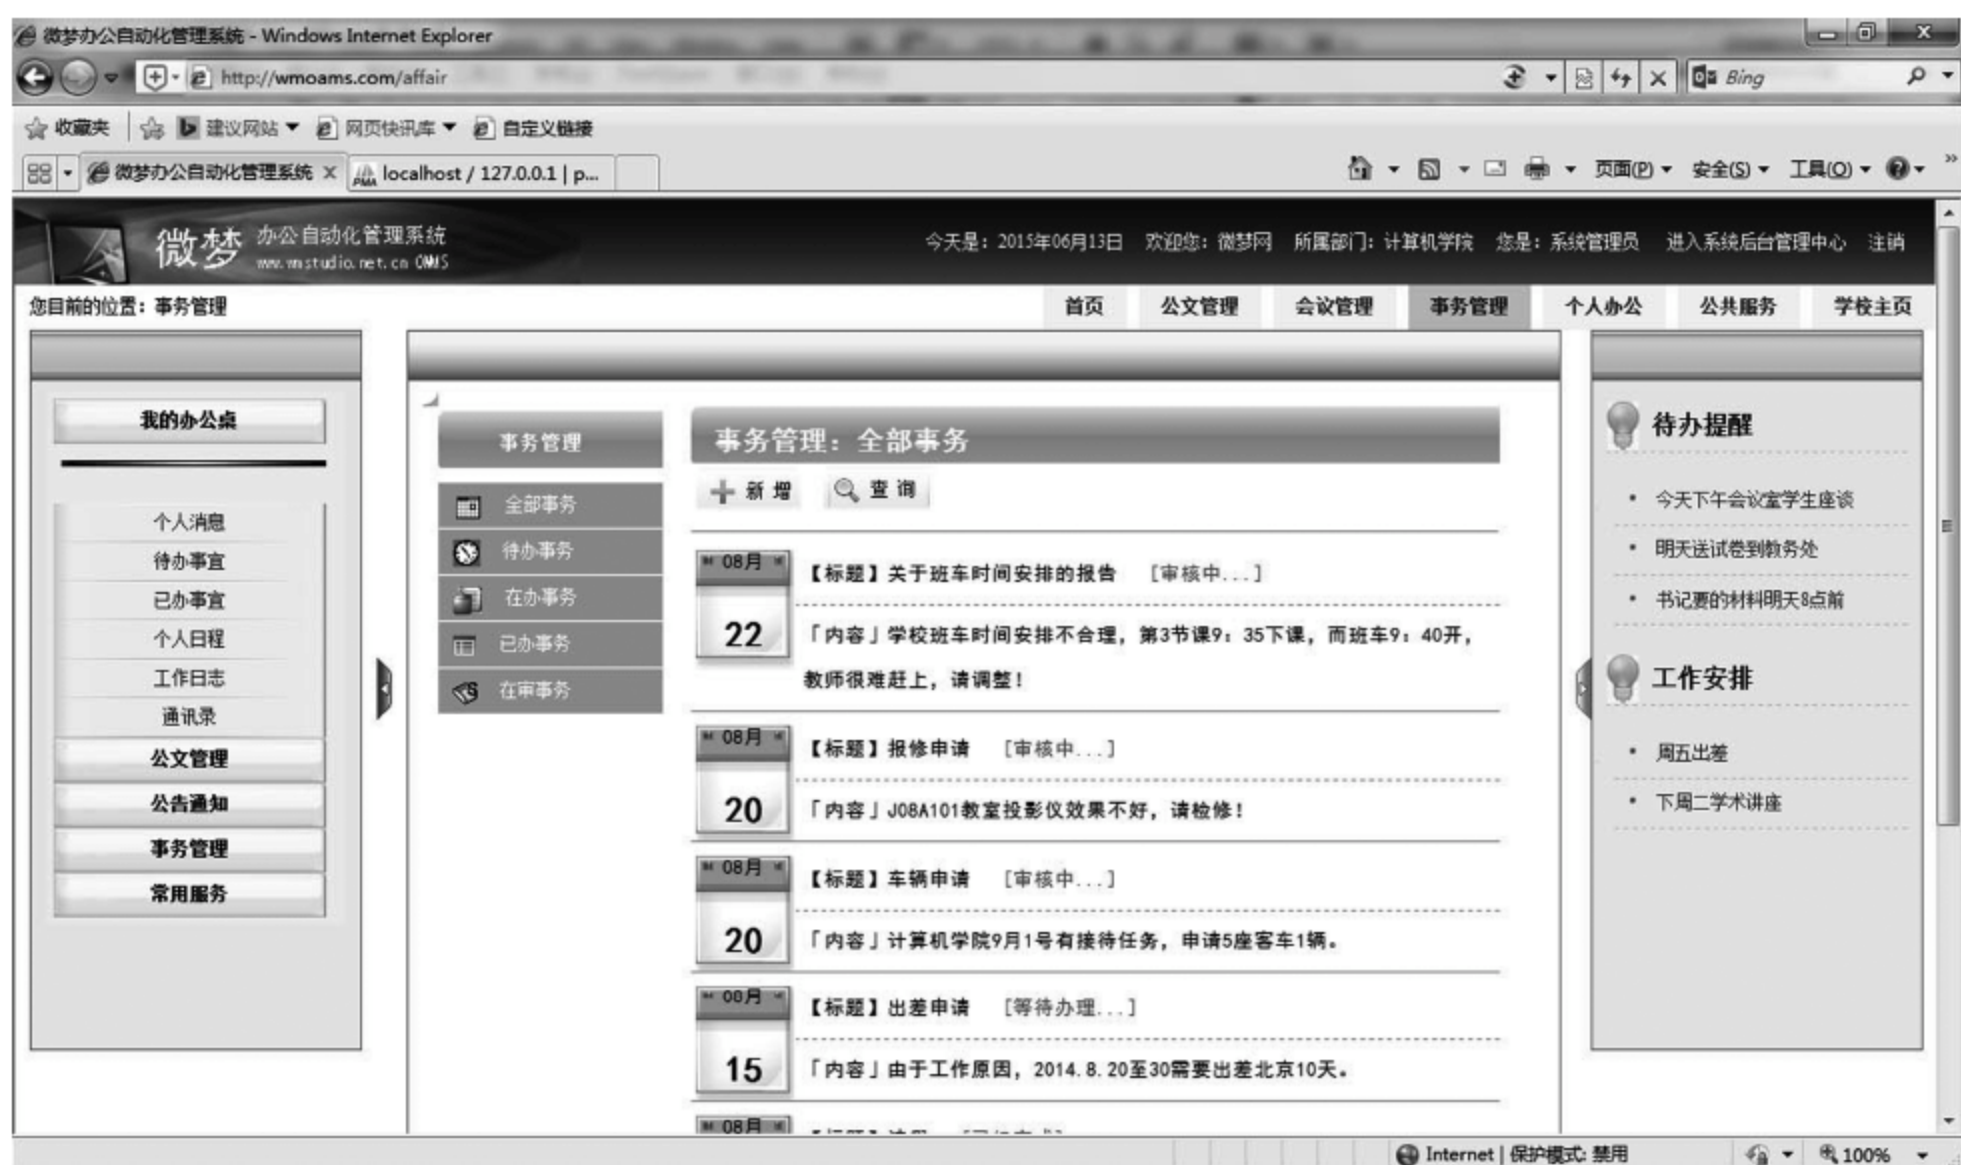 微梦办公自动化管理系统 - Windows Internet Explorer
http://wmoams.com/affair
Bing
收藏夹 建议网站 网页快讯库 自定义链接
微梦办公自动化管理系统 localhost / 127.0.0.1 | p...
页面(P) 安全(S) 工具(O)
微梦 办公自动化管理系统
www.wmstudio.net.cn OAMS
今天是：2015年06月13日 欢迎您：微梦网 所属部门：计算机学院 您是：系统管理员 进入系统后台管理中心 注销
您目前的位置：事务管理
首页 公文管理 会议管理 事务管理 个人办公 公共服务 学校主页
我的办公桌
个人消息
待办事宜
已办事宜
个人日程
工作日志
通讯录
公文管理
公告通知
事务管理
常用服务
事务管理
全部事务
待办事务
在办事务
已办事务
在审事务
事务管理：全部事务
新增 查询
08月
22
【标题】关于班车时间安排的报告 [审核中...]
「内容」学校班车时间安排不合理，第3节课9：35下课，而班车9：40开，
教师很难赶上，请调整！
08月
20
【标题】报修申请 [审核中...]
「内容」J08A101教室投影仪效果不好，请检修！
08月
20
【标题】车辆申请 [审核中...]
「内容」计算机学院9月1号有接待任务，申请5座客车1辆。
08月
15
【标题】出差申请 [等待办理...]
「内容」由于工作原因，2014.8.20至30需要出差北京10天。
08月
待办提醒
• 今天下午会议室学生座谈
• 明天送试卷到教务处
• 书记要的材料明天8点前
工作安排
• 周五出差
• 下周二学术讲座
Internet | 保护模式: 禁用
100%